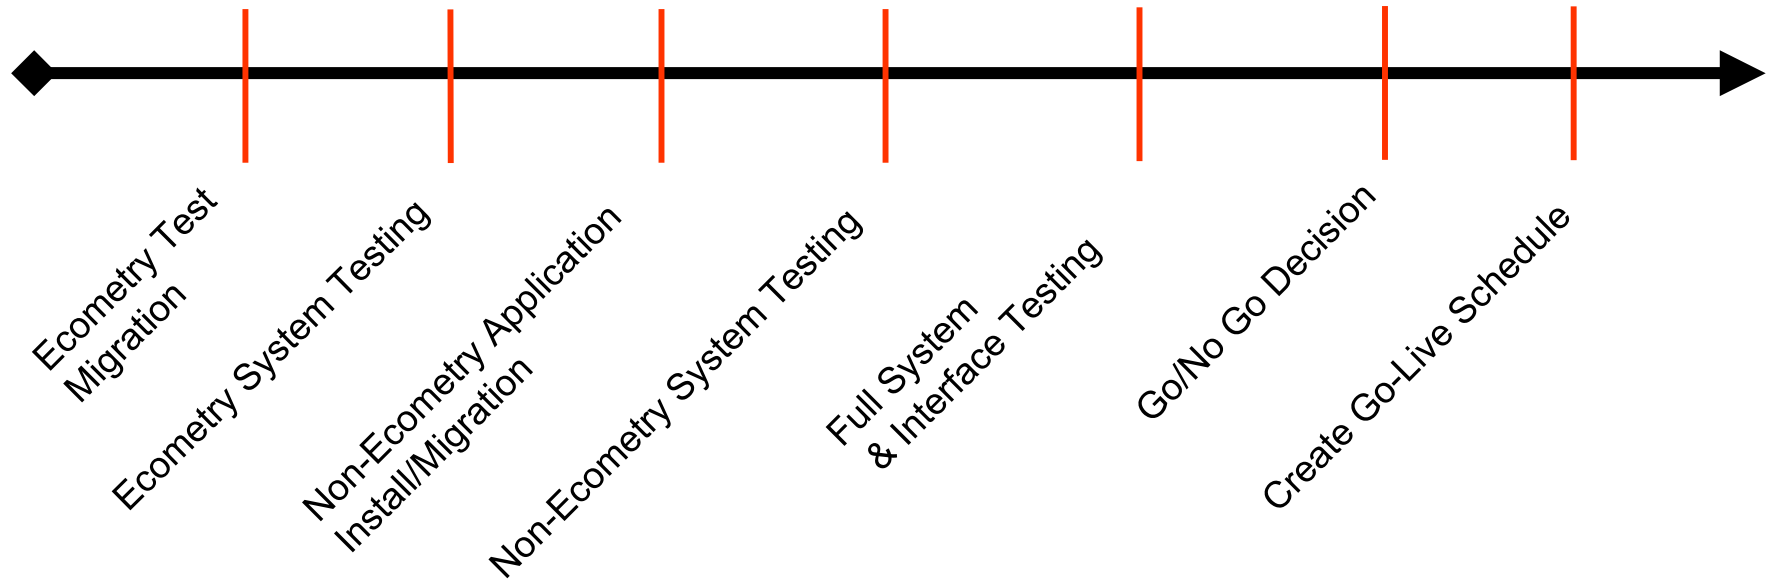 Ecometry Test
Migration
Ecometry System Testing
Non-Ecometry Application
Install/Migration
Non-Ecometry System Testing
Full System
& Interface Testing
Go/No Go Decision
Create Go-Live Schedule